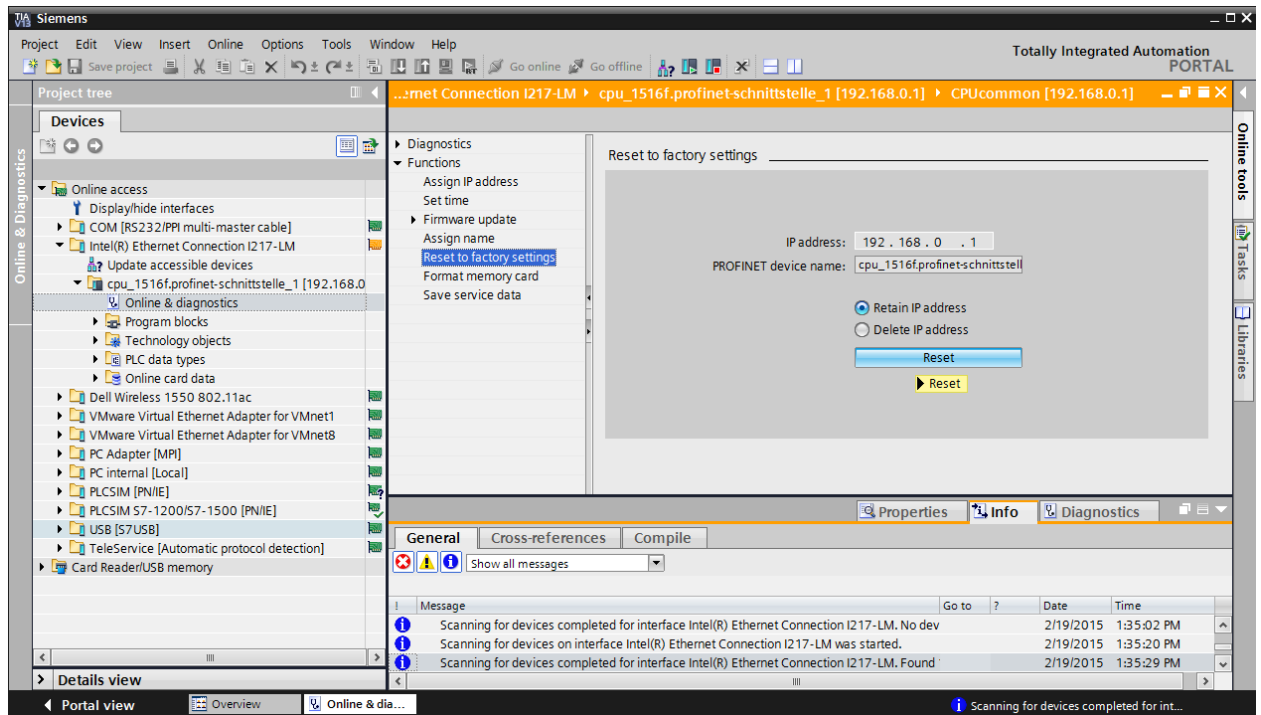 TIA V13 Siemens
Project Edit View Insert Online Options Tools Window Help
Totally Integrated Automation
PORTAL
Save project Go online Go offline
Project tree
...rnet Connection I217-LM cpu_1516f.profinet-schnittstelle_1 [192.168.0.1] CPUcommon [192.168.0.1]
Devices
Online & Diagnostics
Online access
Display/hide interfaces
COM [RS232/PPI multi-master cable]
Intel(R) Ethernet Connection I217-LM
Update accessible devices
cpu_1516f.profinet-schnittstelle_1 [192.168.0
Online & diagnostics
Program blocks
Technology objects
PLC data types
Online card data
Dell Wireless 1550 802.11ac
VMware Virtual Ethernet Adapter for VMnet1
VMware Virtual Ethernet Adapter for VMnet8
PC Adapter [MPI]
PC internal [Local]
PLCSIM [PN/IE]
PLCSIM S7-1200/S7-1500 [PN/IE]
USB [S7USB]
TeleService [Automatic protocol detection]
Card Reader/USB memory
Details view
Diagnostics
Functions
Assign IP address
Set time
Firmware update
Assign name
Reset to factory settings
Format memory card
Save service data
Reset to factory settings
IP address: 192 . 168 . 0 . 1
PROFINET device name: cpu_1516f.profinet-schnittstell
Retain IP address
Delete IP address
Reset
Reset
Online tools
Tasks
Libraries
Properties Info Diagnostics
General Cross-references Compile
Show all messages
! Message Go to ? Date Time
Scanning for devices completed for interface Intel(R) Ethernet Connection I217-LM. No dev 2/19/2015 1:35:02 PM
Scanning for devices on interface Intel(R) Ethernet Connection I217-LM was started. 2/19/2015 1:35:20 PM
Scanning for devices completed for interface Intel(R) Ethernet Connection I217-LM. Found 2/19/2015 1:35:29 PM
Portal view Overview Online & dia... Scanning for devices completed for int...